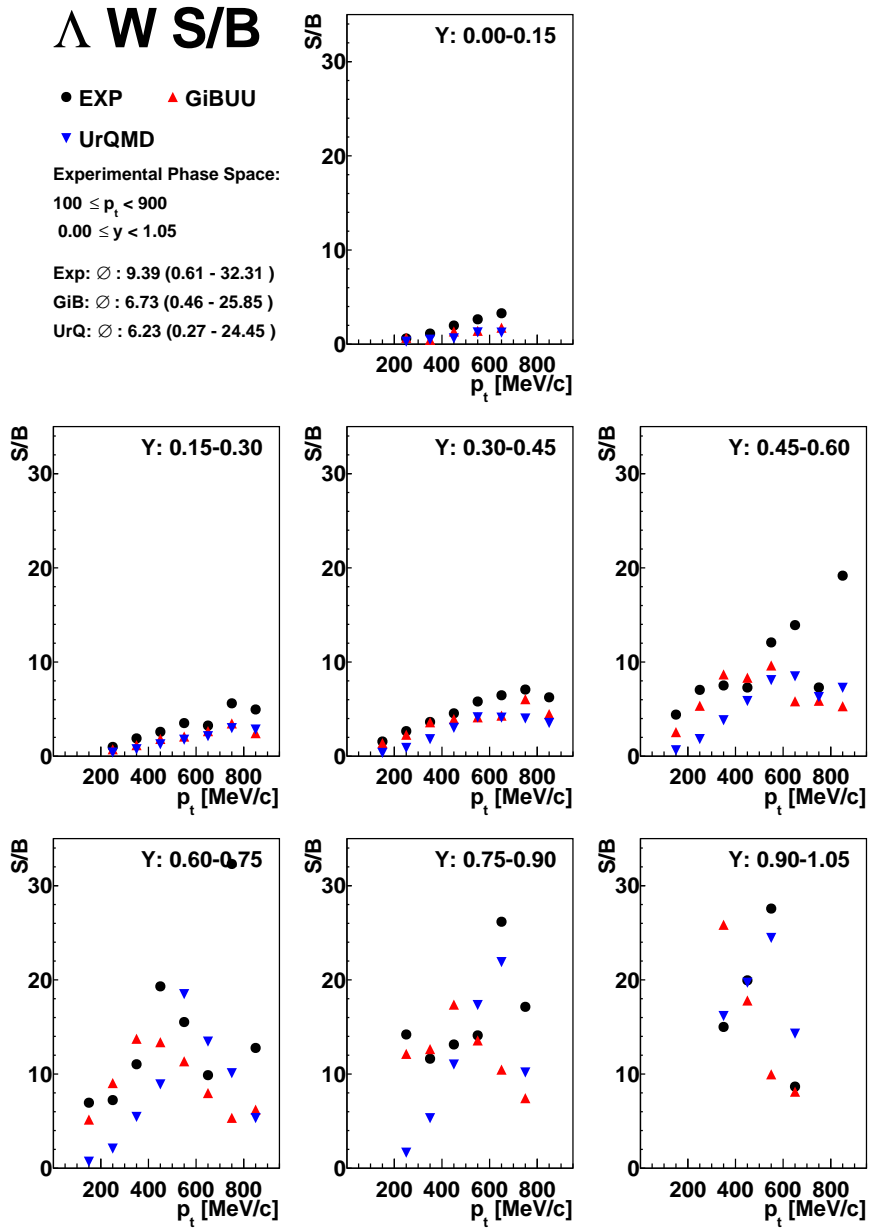 Λ W S/B
● EXP ▲ GiBUU
▼ UrQMD
Experimental Phase Space:
100 ≤ p_t < 900
0.00 ≤ y < 1.05
Exp: ∅ : 9.39 (0.61 - 32.31 )
GiB: ∅ : 6.73 (0.46 - 25.85 )
UrQ: ∅ : 6.23 (0.27 - 24.45 )
S/B
Y: 0.00-0.15
30
20
10
0
200 400 600 800
p_t [MeV/c]
S/B
Y: 0.15-0.30
30
20
10
0
200 400 600 800
p_t [MeV/c]
S/B
Y: 0.30-0.45
30
20
10
0
200 400 600 800
p_t [MeV/c]
S/B
Y: 0.45-0.60
30
20
10
0
200 400 600 800
p_t [MeV/c]
S/B
Y: 0.60-0.75
30
20
10
0
200 400 600 800
p_t [MeV/c]
S/B
Y: 0.75-0.90
30
20
10
0
200 400 600 800
p_t [MeV/c]
S/B
Y: 0.90-1.05
30
20
10
0
200 400 600 800
p_t [MeV/c]